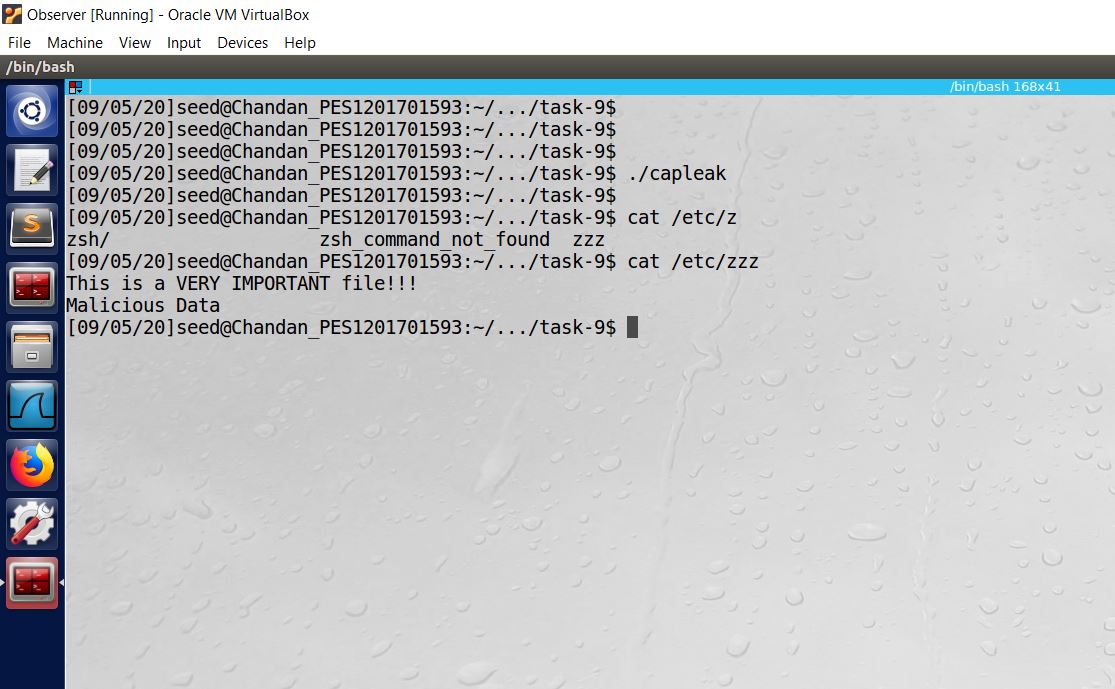 Observer [Running] - Oracle VM VirtualBox
File Machine View Input Devices Help
/bin/bash
/bin/bash 168x41
[09/05/20]seed@Chandan_PES1201701593:~/.../task-9$
[09/05/20]seed@Chandan_PES1201701593:~/.../task-9$
[09/05/20]seed@Chandan_PES1201701593:~/.../task-9$
[09/05/20]seed@Chandan_PES1201701593:~/.../task-9$ ./capleak
[09/05/20]seed@Chandan_PES1201701593:~/.../task-9$
[09/05/20]seed@Chandan_PES1201701593:~/.../task-9$ cat /etc/z
zsh/                   zsh_command_not_found  zzz
[09/05/20]seed@Chandan_PES1201701593:~/.../task-9$ cat /etc/zzz
This is a VERY IMPORTANT file!!!
Malicious Data
[09/05/20]seed@Chandan_PES1201701593:~/.../task-9$